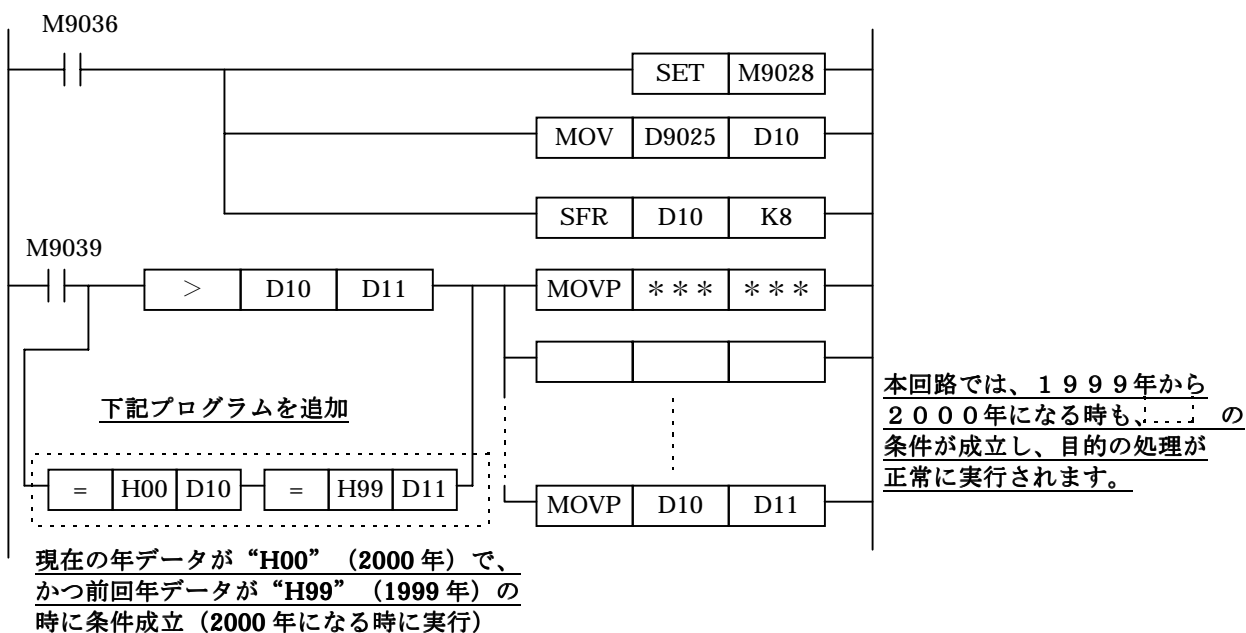 M9036
SET M9028
MOV D9025 D10
SFR D10 K8
M9039
＞ D10 D11 MOVP ＊＊＊ ＊＊＊
下記プログラムを追加
= H00 D10 = H99 D11
MOVP D10 D11
現在の年データが“H00”（2000 年）で、
かつ前回年データが“H99”（1999 年）の
時に条件成立（2000 年になる時に実行）
本回路では、１９９９年から
２０００年になる時も、 の
条件が成立し、目的の処理が
正常に実行されます。